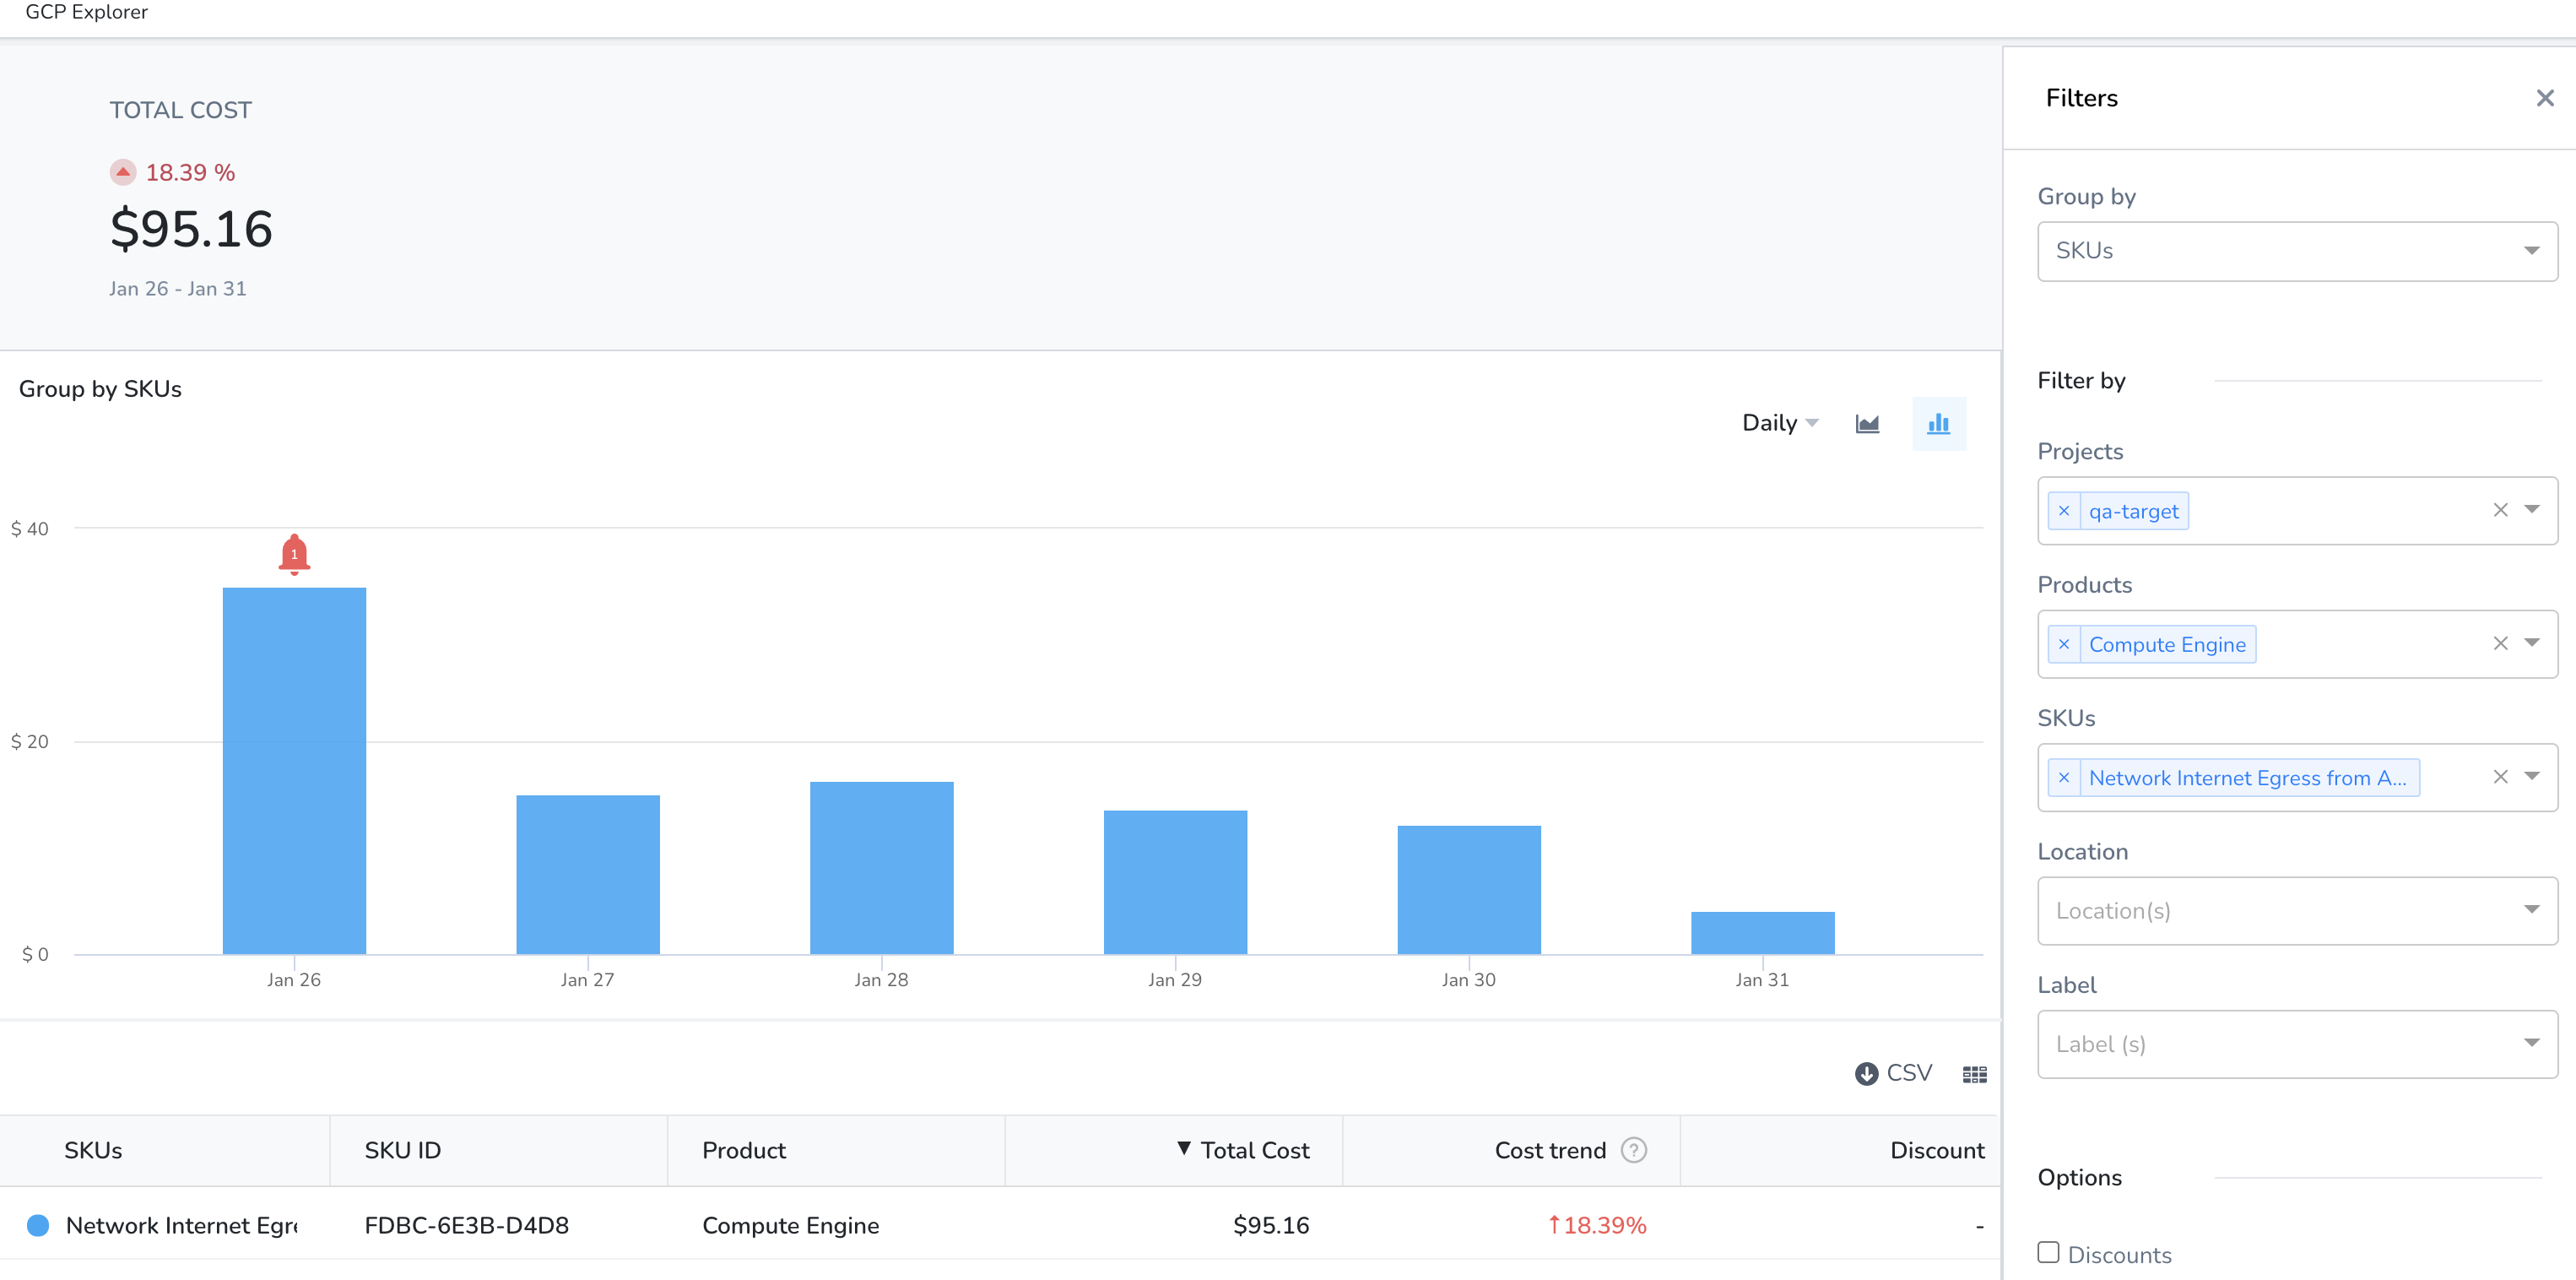 GCP Explorer
TOTAL COST
18.39 %
$95.16
Jan 26 - Jan 31
Group by SKUs
Daily
$ 40
1
$ 20
$ 0
Jan 26 Jan 27 Jan 28 Jan 29 Jan 30 Jan 31
CSV
SKUs SKU ID Product ▼ Total Cost Cost trend ? Discount
Network Internet Egr FDBC-6E3B-D4D8 Compute Engine $95.16 ↑18.39% -
Filters ×
Group by
SKUs
Filter by
Projects
× qa-target ×
Products
× Compute Engine ×
SKUs
× Network Internet Egress from A... ×
Location
Location(s)
Label
Label (s)
Options
Discounts